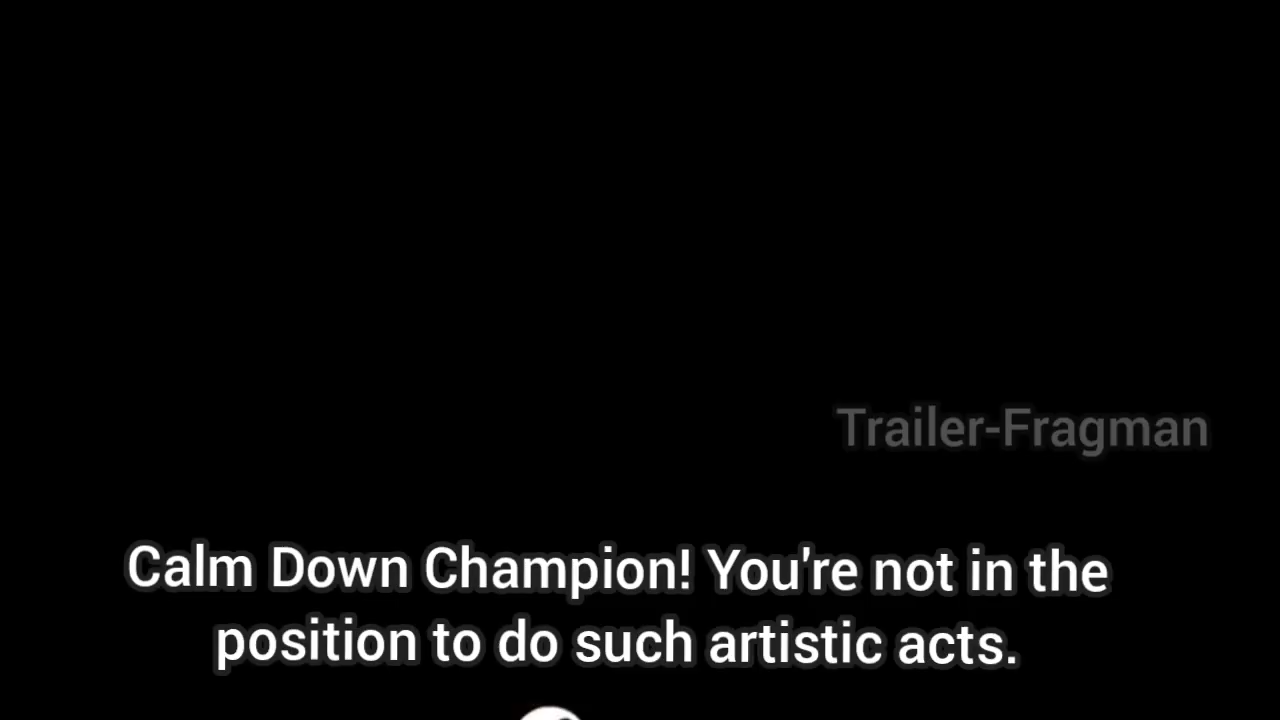 Trailer-Fragman
Calm Down Champion! You're not in the
position to do such artistic acts.